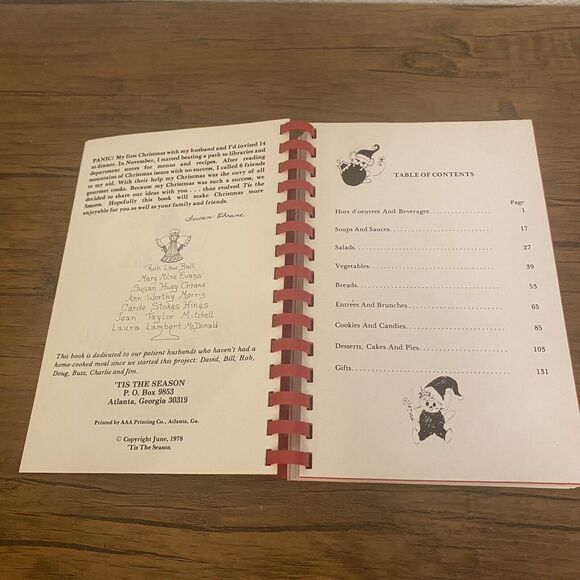 PANIC! My first Christmas with my husband and I'd invited 14
to dinner. In November, I started beating a path to libraries and
department stores for menus and recipes. After reading
mountains of Christmas issues with no success, I called 6 friends
to my aid. With their help my Christmas was the envy of all
gourmet cooks. Because my Christmas was such a success, we
decided to share our ideas with you . . . thus evolved 'Tis the
Season. Hopefully this book will make Christmas more
enjoyable for you as well as your family and friends.
Susan Chrane
Ruth Law Ball
Mary Milne Evans
Susan Huey Chrane
Ann Worthy Morris
Carole Stokes Hines
Jean Taylor Mitchell
Laura Lambert McDonald
This book is dedicated to our patient husbands who haven't had a
home-cooked meal since we started this project: David, Bill, Rob,
Doug, Buzz, Charlie and Jim.
'TIS THE SEASON
P. O. Box 9853
Atlanta, Georgia 30319
Printed by AAA Printing Co., Atlanta, Ga.
© Copyright June, 1978
'Tis The Season
TABLE OF CONTENTS
Page
Hors d'oeuvres And Beverages. . . . . . . . . . . . . . . . 1
Soups And Sauces. . . . . . . . . . . . . . . . . . . . . . . . 17
Salads. . . . . . . . . . . . . . . . . . . . . . . . . . . . . . . . 27
Vegetables. . . . . . . . . . . . . . . . . . . . . . . . . . . . . 39
Breads. . . . . . . . . . . . . . . . . . . . . . . . . . . . . . . . 53
Entrées And Brunches. . . . . . . . . . . . . . . . . . . . . 65
Cookies And Candies. . . . . . . . . . . . . . . . . . . . . . 85
Desserts, Cakes And Pies. . . . . . . . . . . . . . . . . . . 103
Gifts. . . . . . . . . . . . . . . . . . . . . . . . . . . . . . . . . 131